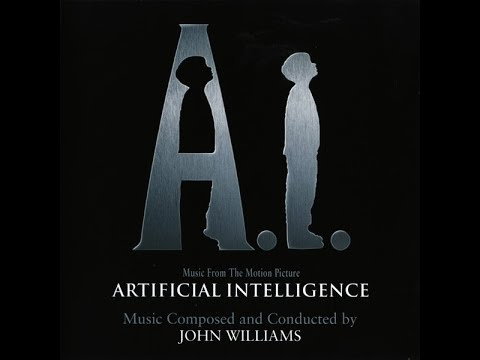 A.I.
Music From The Motion Picture
ARTIFICIAL INTELLIGENCE
Music Composed and Conducted by
JOHN WILLIAMS